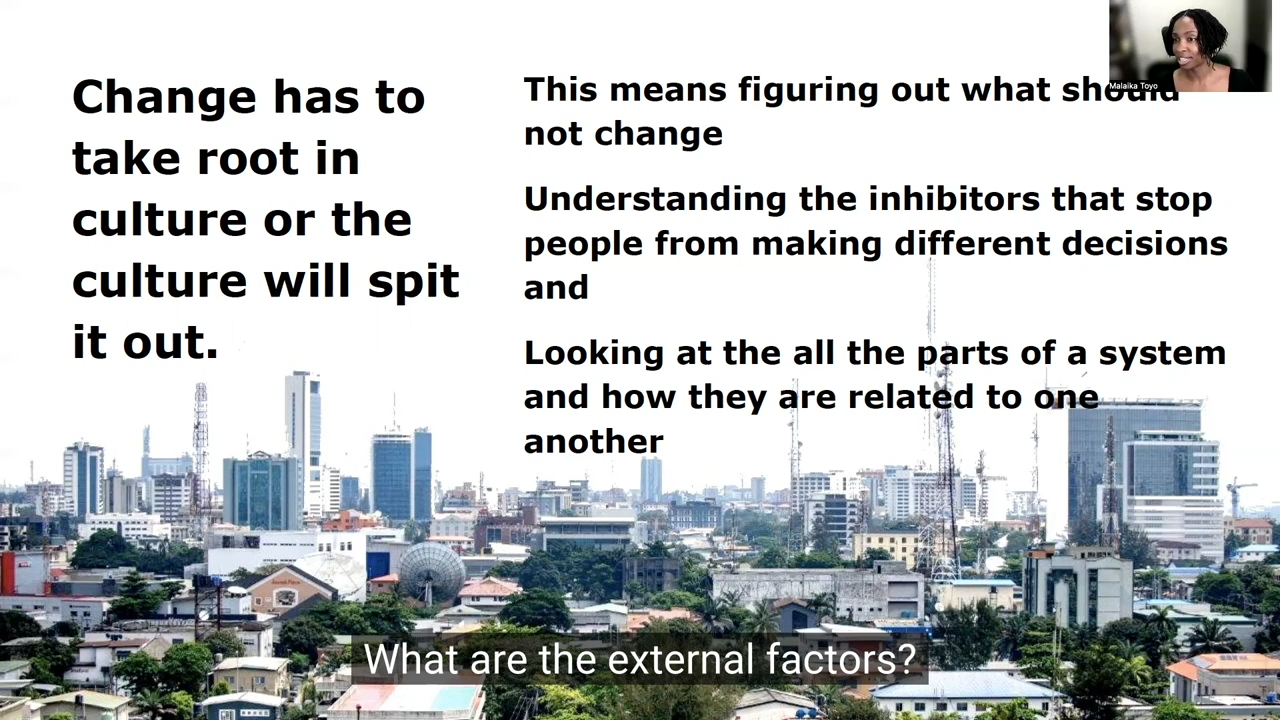 Change has to
take root in
culture or the
culture will spit
it out.
This means figuring out what should
not change
Understanding the inhibitors that stop
people from making different decisions
and
Looking at the all the parts of a system
and how they are related to one
another
Malaika Toyo
What are the external factors?